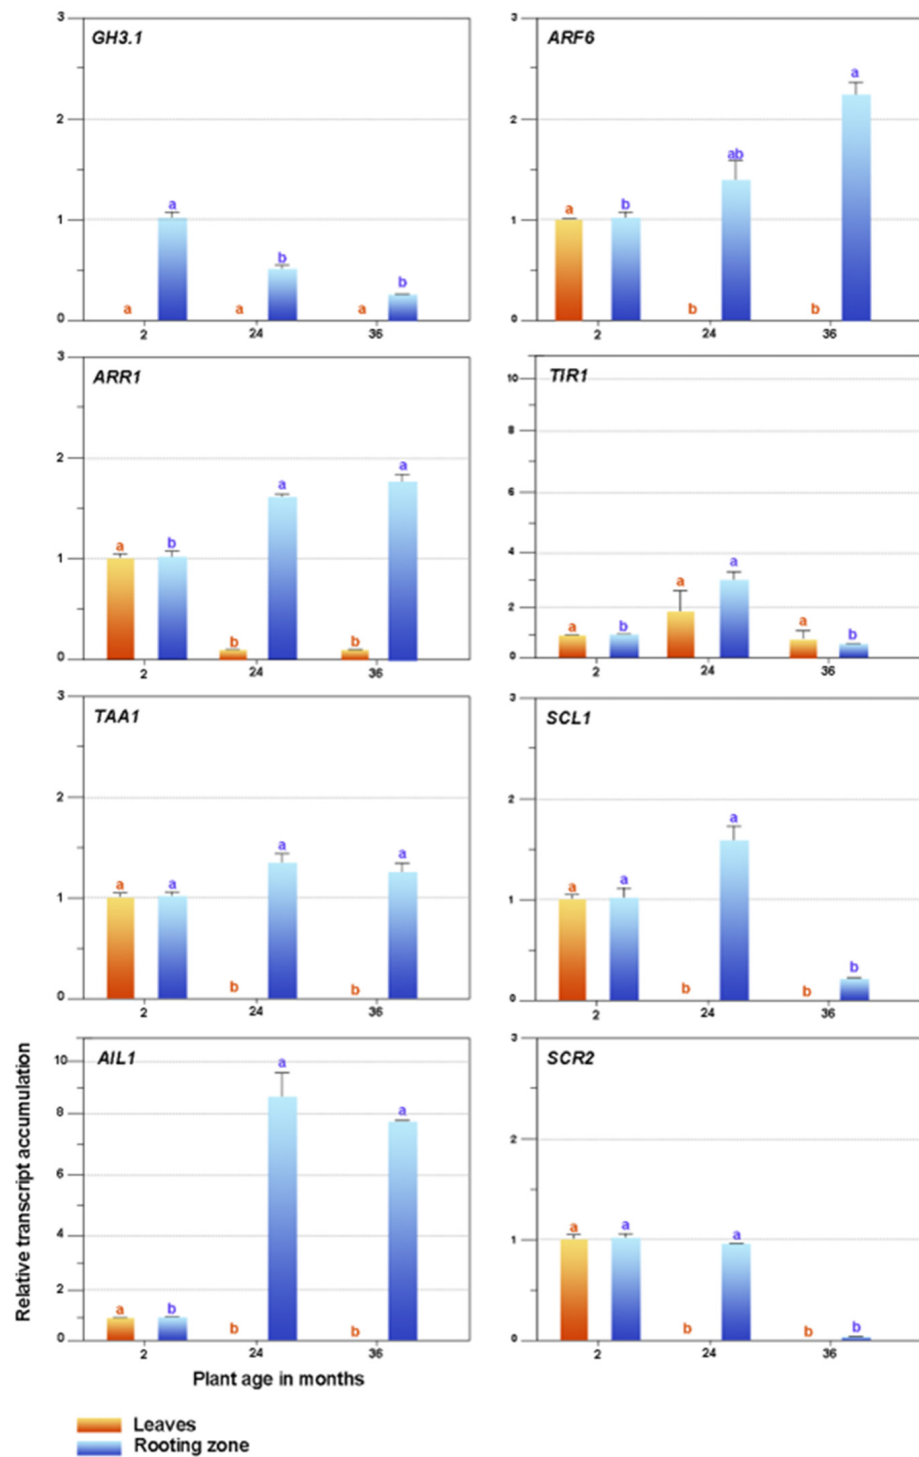 GH3.1
3
2
1
0
a
a
b
a
b
a
2 24 36
ARF6
3
2
1
0
a
b
ab
b
a
b
2 24 36
ARR1
3
2
1
0
a
b
b
a
b
a
2 24 36
TIR1
10
8
6
4
2
0
a
b
a
a
a
b
2 24 36
TAA1
3
2
1
0
a
a
b
a
b
a
2 24 36
SCL1
3
2
1
0
a
a
b
a
b
b
2 24 36
AIL1
10
8
6
4
2
0
a
b
b
a
b
a
2 24 36
SCR2
3
2
1
0
a
a
b
a
b
b
2 24 36
Relative transcript accumulation
Plant age in months
Leaves
Rooting zone